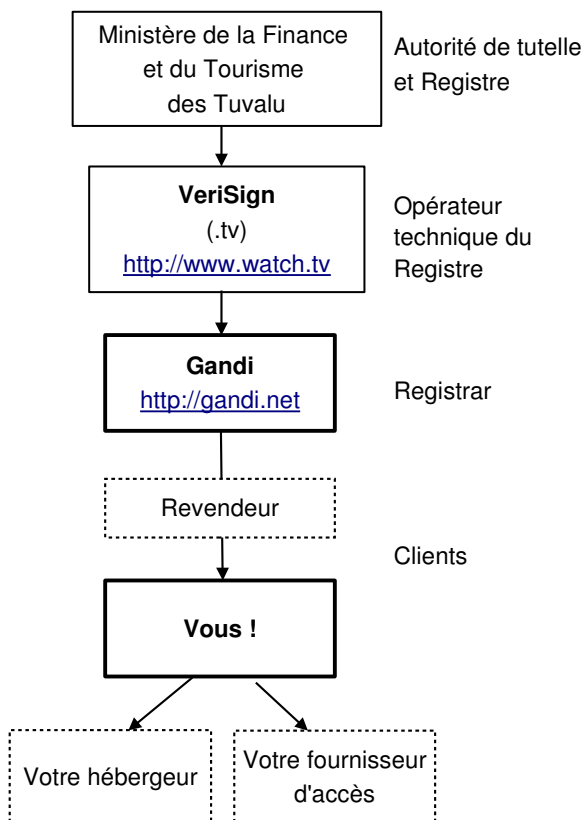 Ministère de la Finance
et du Tourisme
des Tuvalu
Autorité de tutelle
et Registre
VeriSign
(.tv)
http://www.watch.tv
Opérateur
technique du
Registre
Gandi
http://gandi.net
Registrar
Revendeur
Clients
Vous !
Votre hébergeur
Votre fournisseur
d'accès